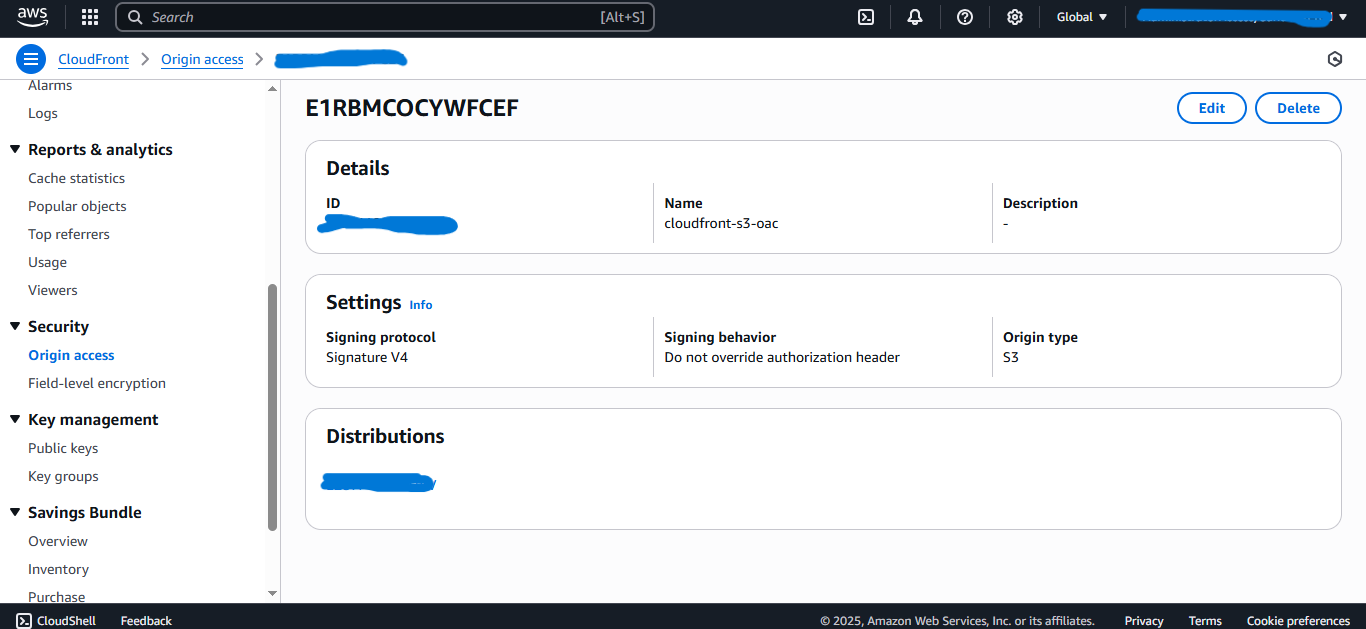 aws
Search [Alt+S] Global
CloudFront Origin access
Alarms
Logs
Reports & analytics
Cache statistics
Popular objects
Top referrers
Usage
Viewers
Security
Origin access
Field-level encryption
Key management
Public keys
Key groups
Savings Bundle
Overview
Inventory
Purchase
E1RBMCOCYWFCEF
Edit Delete
Details
ID Name Description
cloudfront-s3-oac -
Settings Info
Signing protocol Signing behavior Origin type
Signature V4 Do not override authorization header S3
Distributions
CloudShell Feedback © 2025, Amazon Web Services, Inc. or its affiliates. Privacy Terms Cookie preferences